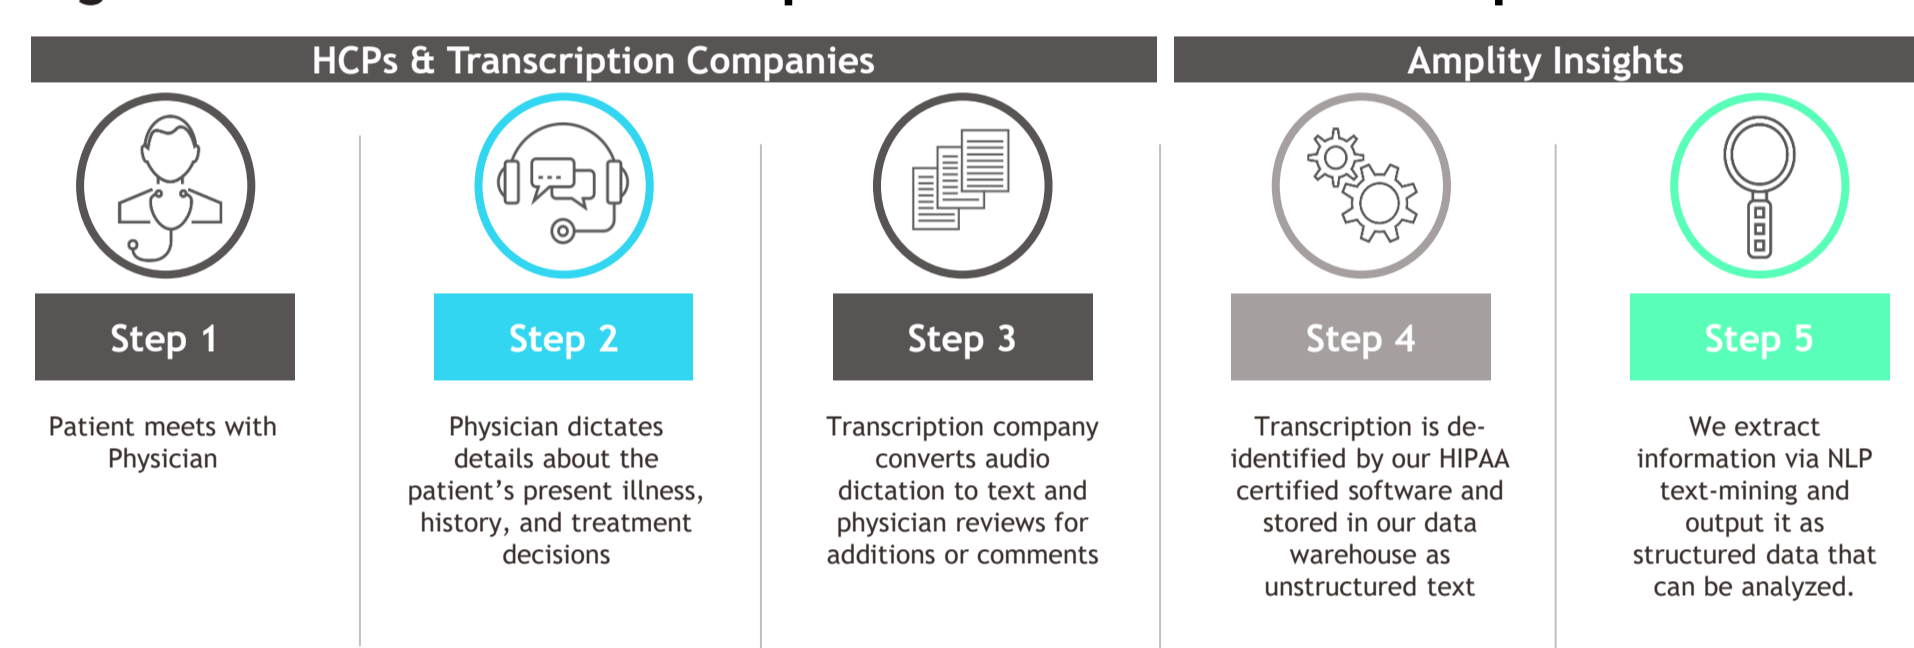 HCPs & Transcription Companies
Amplity Insights
Step 1
Step 2
Step 3
Step 4
Step 5
Patient meets with
Physician
Physician dictates
details about the
patient’s present illness,
history, and treatment
decisions
Transcription company
converts audio
dictation to text and
physician reviews for
additions or comments
Transcription is de-
identified by our HIPAA
certified software and
stored in our data
warehouse as
unstructured text
We extract
information via NLP
text-mining and
output it as
structured data that
can be analyzed.